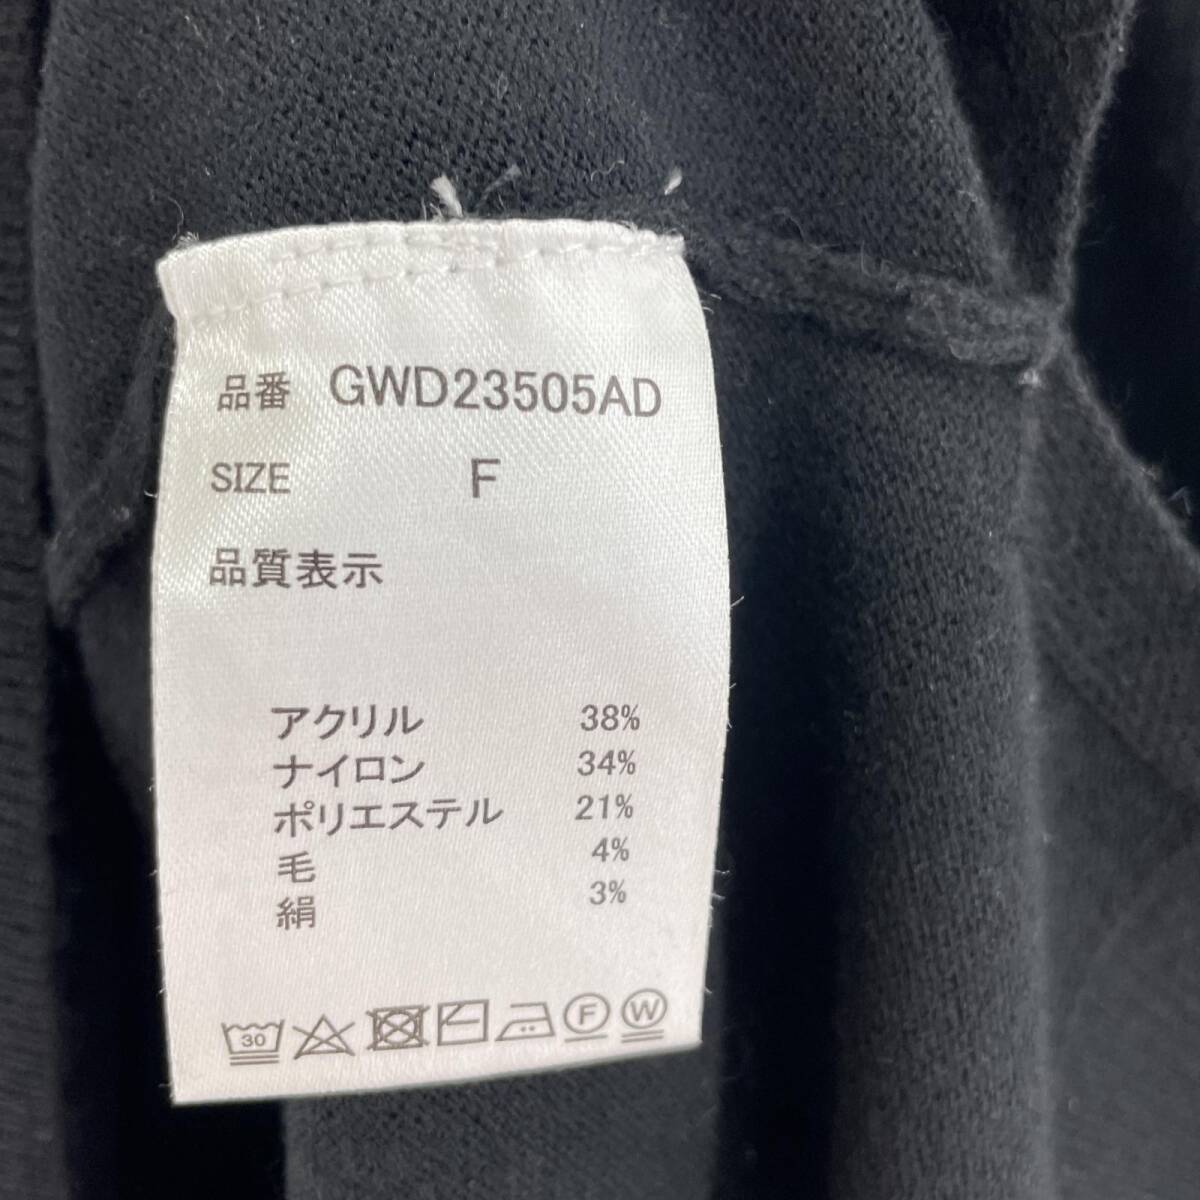 品番 GWD23505AD
SIZE F
品質表示
アクリル 38%
ナイロン 34%
ポリエステル 21%
毛 4%
絹 3%
30 F W